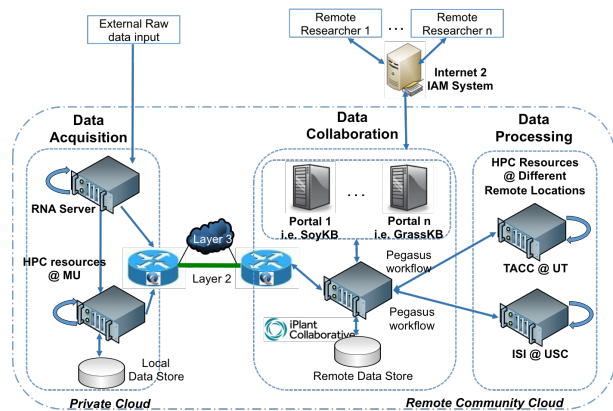 External Raw
data input
Remote
Researcher 1
...
Remote
Researcher n
Internet 2
IAM System
Data
Acquisition
Data
Collaboration
Data
Processing
RNA Server
HPC resources
@ MU
Local
Data Store
Private Cloud
Layer 3
Layer 2
Portal 1
i.e. SoyKB
...
Portal n
i.e. GrassKB
Pegasus
workflow
Pegasus
workflow
iPlant
Collaborative
Remote Data Store
HPC Resources
@ Different
Remote Locations
TACC @ UT
ISI @ USC
Remote Community Cloud